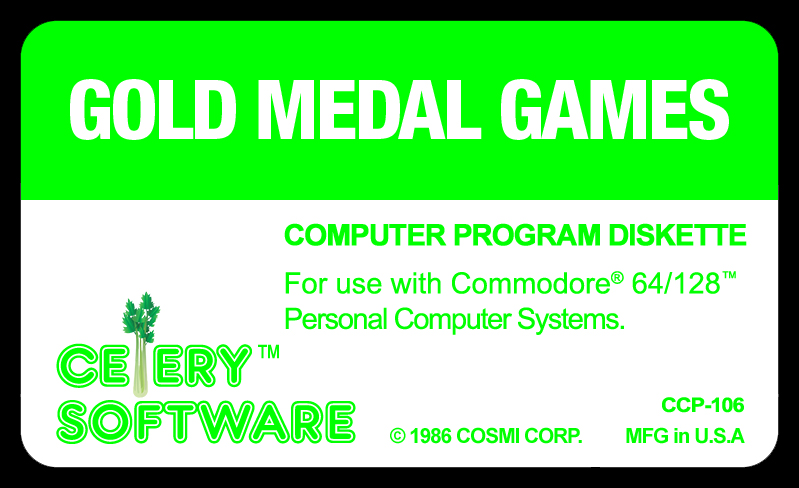 GOLD MEDAL GAMES
COMPUTER PROGRAM DISKETTE
For use with Commodore® 64/128™
Personal Computer Systems.
CELERY™
SOFTWARE
CCP-106
© 1986 COSMI CORP. MFG in U.S.A